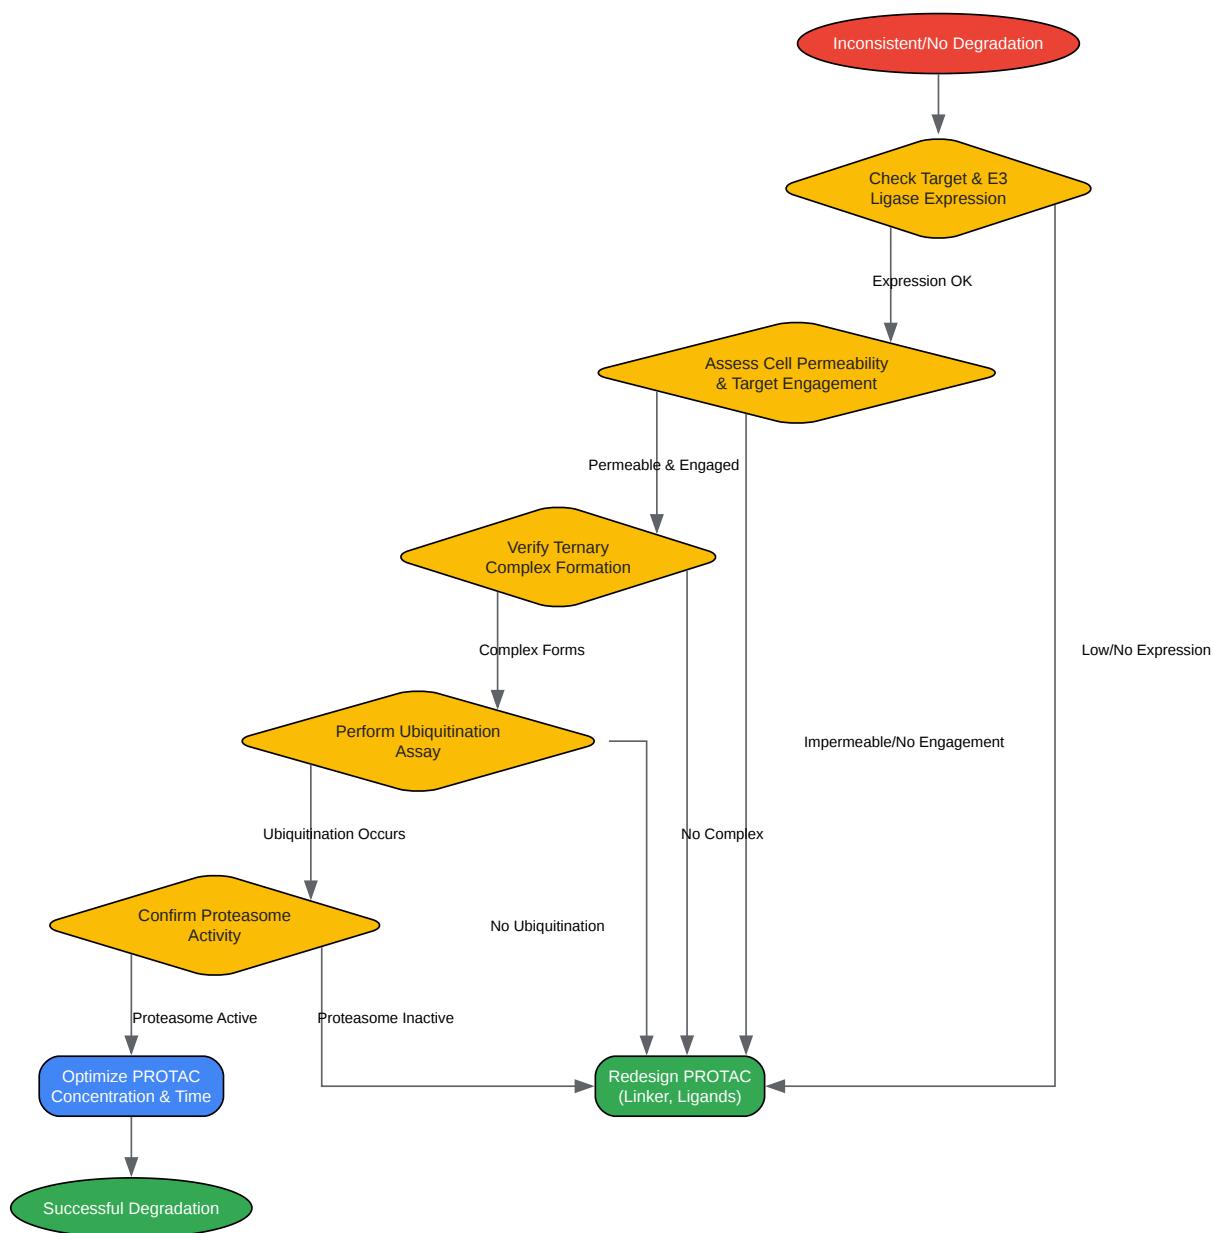 Inconsistent/No Degradation
Check Target & E3
Ligase Expression
Expression OK
Assess Cell Permeability
& Target Engagement
Permeable & Engaged
Verify Ternary
Complex Formation
Complex Forms
Low/No Expression
Perform Ubiquitination
Assay
Impermeable/No Engagement
Ubiquitination Occurs
No Complex
Confirm Proteasome
Activity
No Ubiquitination
Proteasome Active
Proteasome Inactive
Optimize PROTAC
Concentration & Time
Redesign PROTAC
(Linker, Ligands)
Successful Degradation